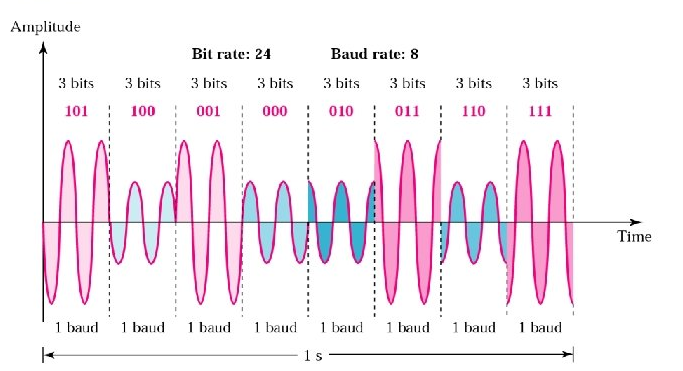 Amplitude
Bit rate: 24 Baud rate: 8
3 bits 3 bits 3 bits 3 bits 3 bits 3 bits 3 bits 3 bits
101 100 001 000 010 011 110 111
Time
1 baud 1 baud 1 baud 1 baud 1 baud 1 baud 1 baud 1 baud
1 s